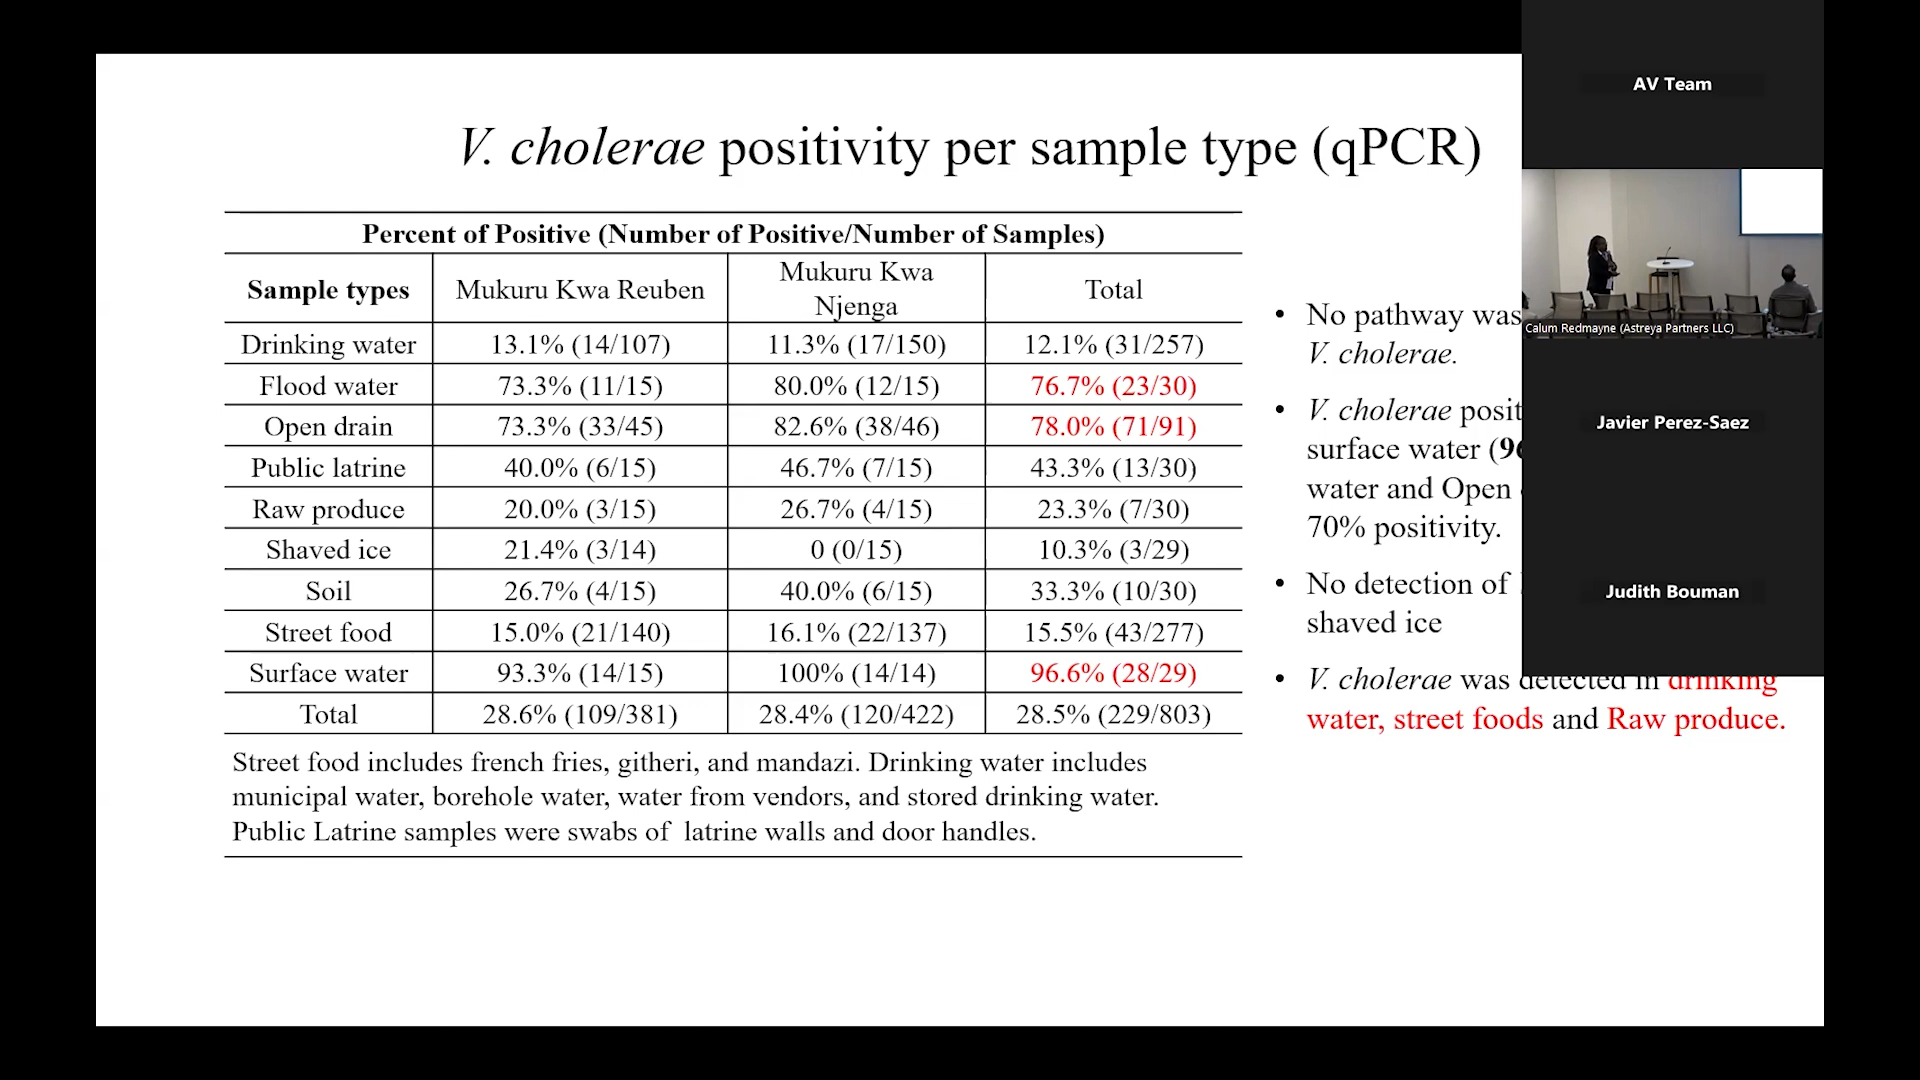 V. cholerae positivity per sample type (qPCR)
Percent of Positive (Number of Positive/Number of Samples)
Sample types Mukuru Kwa Reuben Mukuru Kwa Njenga Total
Drinking water 13.1% (14/107) 11.3% (17/150) 12.1% (31/257)
Flood water 73.3% (11/15) 80.0% (12/15) 76.7% (23/30)
Open drain 73.3% (33/45) 82.6% (38/46) 78.0% (71/91)
Public latrine 40.0% (6/15) 46.7% (7/15) 43.3% (13/30)
Raw produce 20.0% (3/15) 26.7% (4/15) 23.3% (7/30)
Shaved ice 21.4% (3/14) 0 (0/15) 10.3% (3/29)
Soil 26.7% (4/15) 40.0% (6/15) 33.3% (10/30)
Street food 15.0% (21/140) 16.1% (22/137) 15.5% (43/277)
Surface water 93.3% (14/15) 100% (14/14) 96.6% (28/29)
Total 28.6% (109/381) 28.4% (120/422) 28.5% (229/803)
Street food includes french fries, githeri, and mandazi. Drinking water includes
municipal water, borehole water, water from vendors, and stored drinking water.
Public Latrine samples were swabs of latrine walls and door handles.
• No pathway was
V. cholerae.
• V. cholerae posit
surface water (
water and Open
70% positivity.
• No detection of
shaved ice
• V. cholerae was detected in drinking
water, street foods and Raw produce.
AV Team
Calum Redmayne (Astreya Partners LLC)
Javier Perez-Saez
Judith Bouman